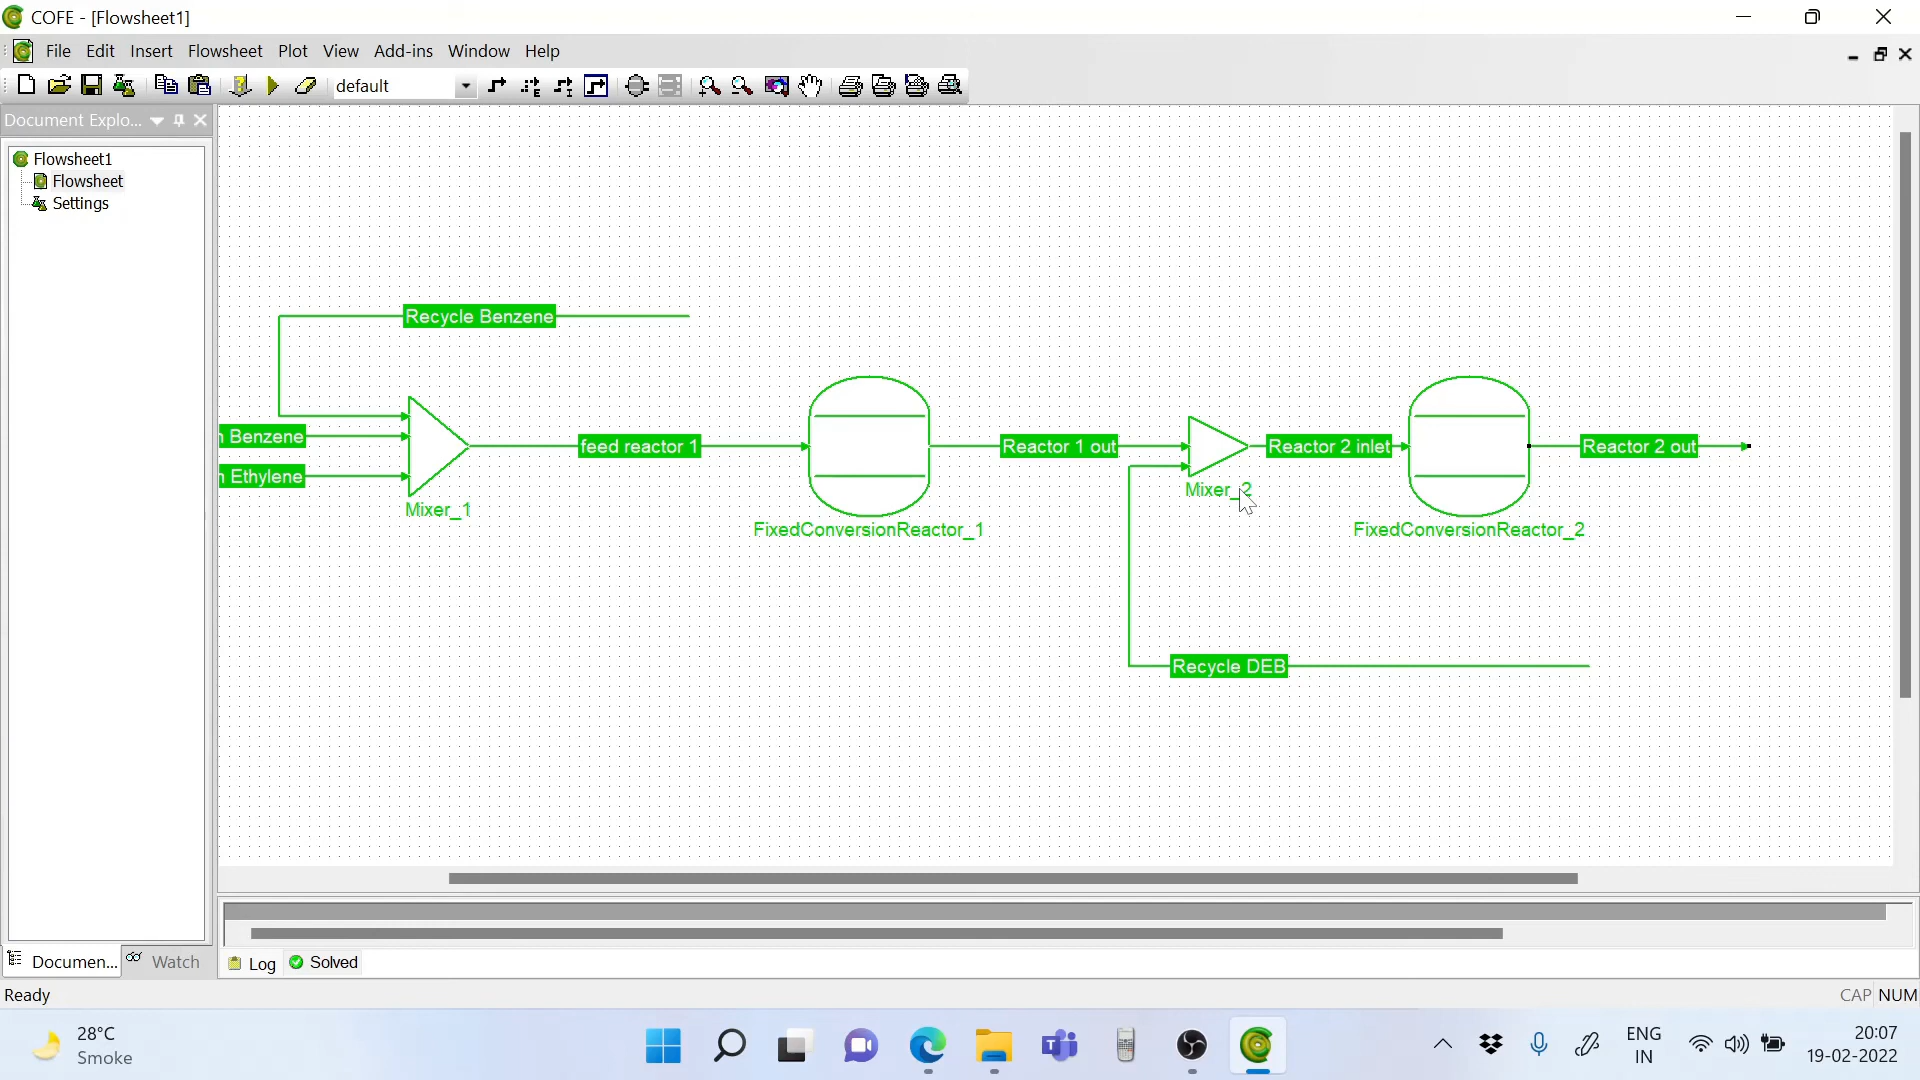 COFE - [Flowsheet1]
File Edit Insert Flowsheet Plot View Add-ins Window Help
default
Document Explo...
Flowsheet1
Flowsheet
Settings
Recycle Benzene
n Benzene
feed reactor 1
Reactor 1 out
Reactor 2 inlet
Reactor 2 out
n Ethylene
Mixer_1
Mixer_2
FixedConversionReactor_1
FixedConversionReactor_2
Recycle DEB
Documen...
Watch
Log
Solved
Ready
CAP NUM
28°C
Smoke
ENG
IN
20:07
19-02-2022